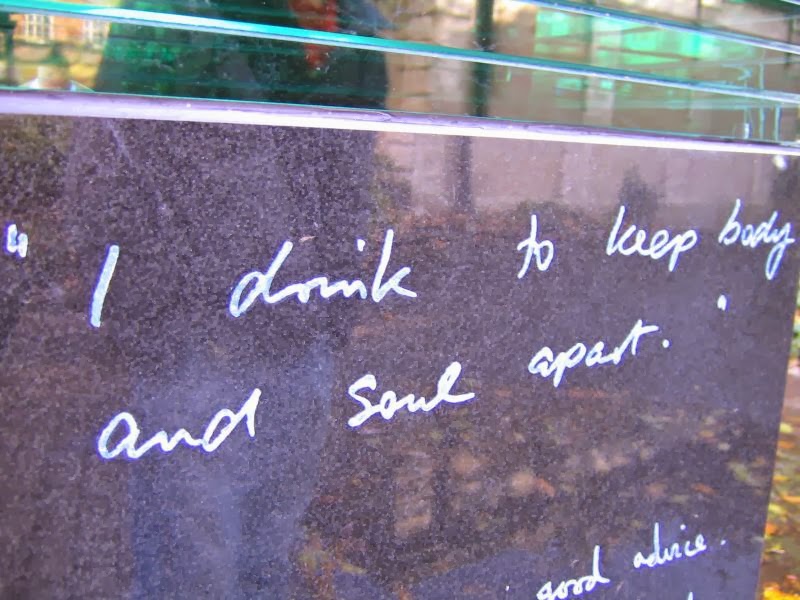 " I drink to keep body
and soul apart. "
good advice.